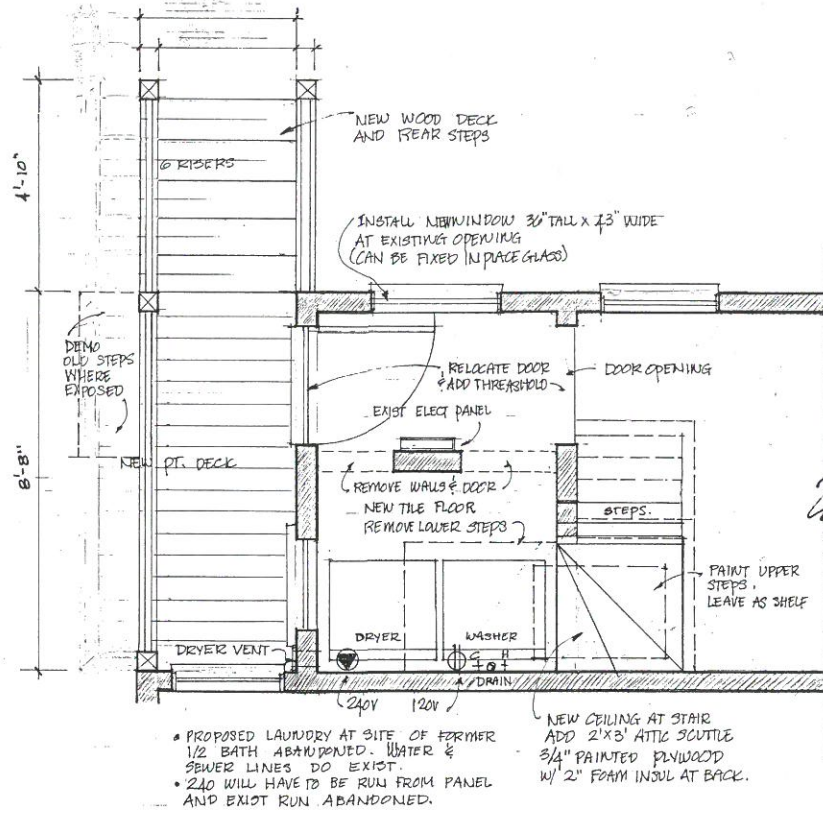 NEW WOOD DECK
AND REAR STEPS
6 RISERS
4'-10"
INSTALL NEW WINDOW 36" TALL X 43" WIDE
AT EXISTING OPENING
(CAN BE FIXED IN PLACE GLASS)
DEMO
OLD STEPS
WHERE
EXPOSED
RELOCATE DOOR
& ADD THREASHOLD
DOOR OPENING
EXIST ELECT PANEL
8'-8"
NEW PT. DECK
REMOVE WALLS & DOOR
NEW TILE FLOOR
REMOVE LOWER STEPS
STEPS.
PAINT UPPER
STEPS.
LEAVE AS SHELF
DRYER
WASHER
DRYER VENT
C H
DRAIN
240V
120V
• PROPOSED LAUNDRY AT SITE OF FORMER
1/2 BATH ABANDONED. WATER &
SEWER LINES DO EXIST.
• 240 WILL HAVE TO BE RUN FROM PANEL
AND EXIST RUN ABANDONED.
NEW CEILING AT STAIR
ADD 2'X3' ATTIC SCUTTLE
3/4" PAINTED PLYWOOD
W/ 2" FOAM INSUL AT BACK.